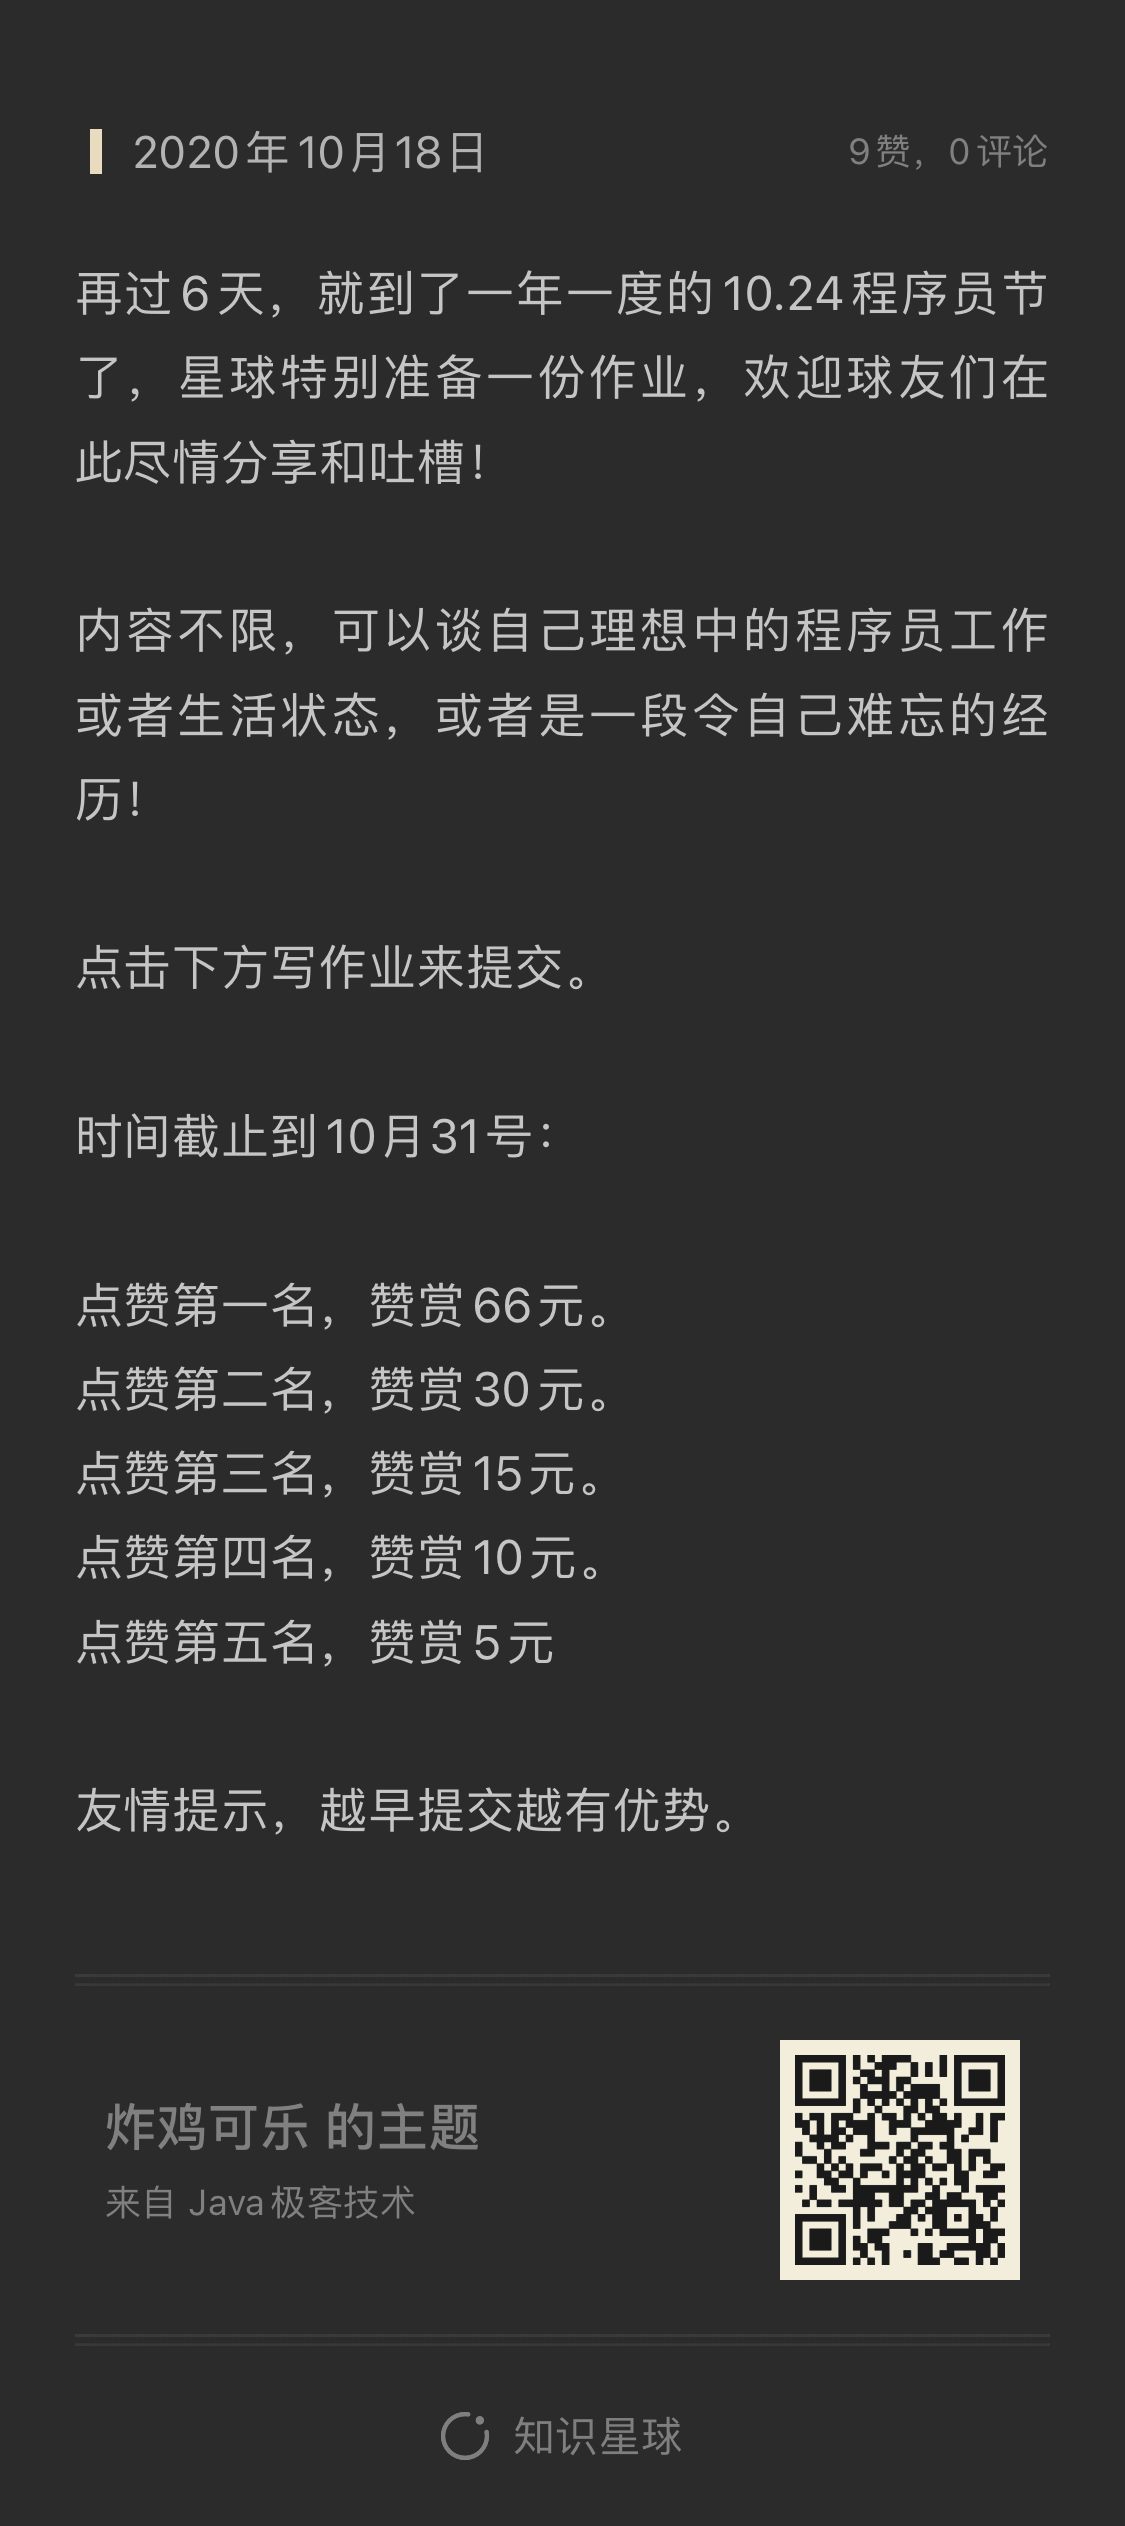 2020年10月18日
9赞，0评论
再过6天，就到了一年一度的10.24程序员节
了，星球特别准备一份作业，欢迎球友们在
此尽情分享和吐槽！
内容不限，可以谈自己理想中的程序员工作
或者生活状态，或者是一段令自己难忘的经
历！
点击下方写作业来提交。
时间截止到10月31号：
点赞第一名，赞赏66元。
点赞第二名，赞赏30元。
点赞第三名，赞赏15元。
点赞第四名，赞赏10元。
点赞第五名，赞赏5元
友情提示，越早提交越有优势。
炸鸡可乐 的主题
来自 Java极客技术
知识星球